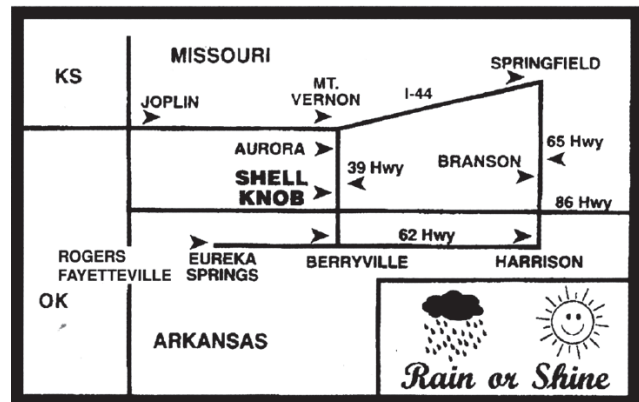 KS
MISSOURI
SPRINGFIELD
MT.
VERNON
I-44
JOPLIN
AURORA
39 Hwy
65 Hwy
BRANSON
SHELL
KNOB
86 Hwy
62 Hwy
ROGERS
FAYETTEVILLE
EUREKA
SPRINGS
BERRYVILLE
HARRISON
OK
ARKANSAS
Rain or Shine